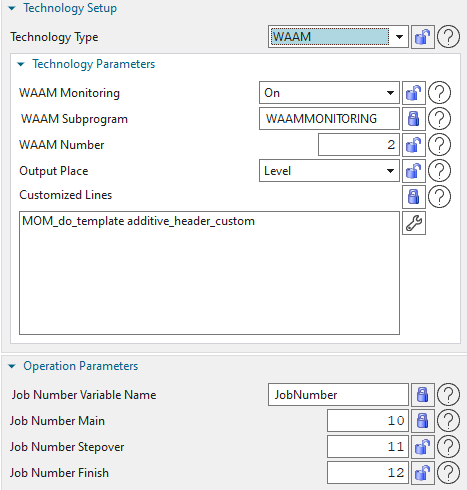 Technology Setup
Technology Type WAAM
Technology Parameters
WAAM Monitoring On
WAAM Subprogram WAAMMONITORING
WAAM Number 2
Output Place Level
Customized Lines
MOM_do_template additive_header_custom
Operation Parameters
Job Number Variable Name JobNumber
Job Number Main 10
Job Number Stepover 11
Job Number Finish 12